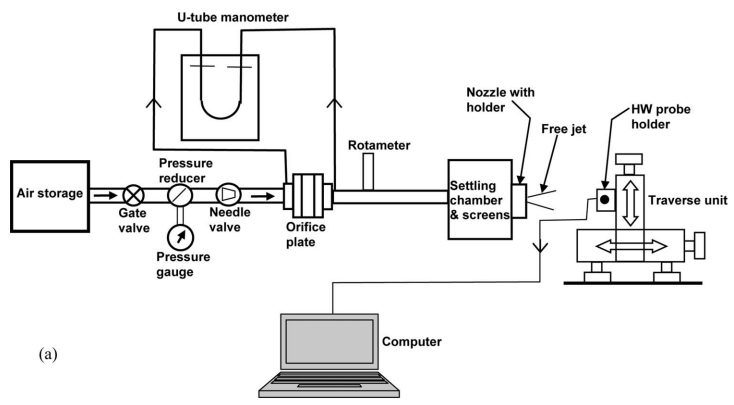 U-tube manometer
Nozzle with
holder
HW probe
holder
Free jet
Rotameter
Pressure
reducer
Air storage
Settling
chamber
& screens
Traverse unit
Gate
valve
Needle
valve
Orifice
plate
Pressure
gauge
Computer
(a)